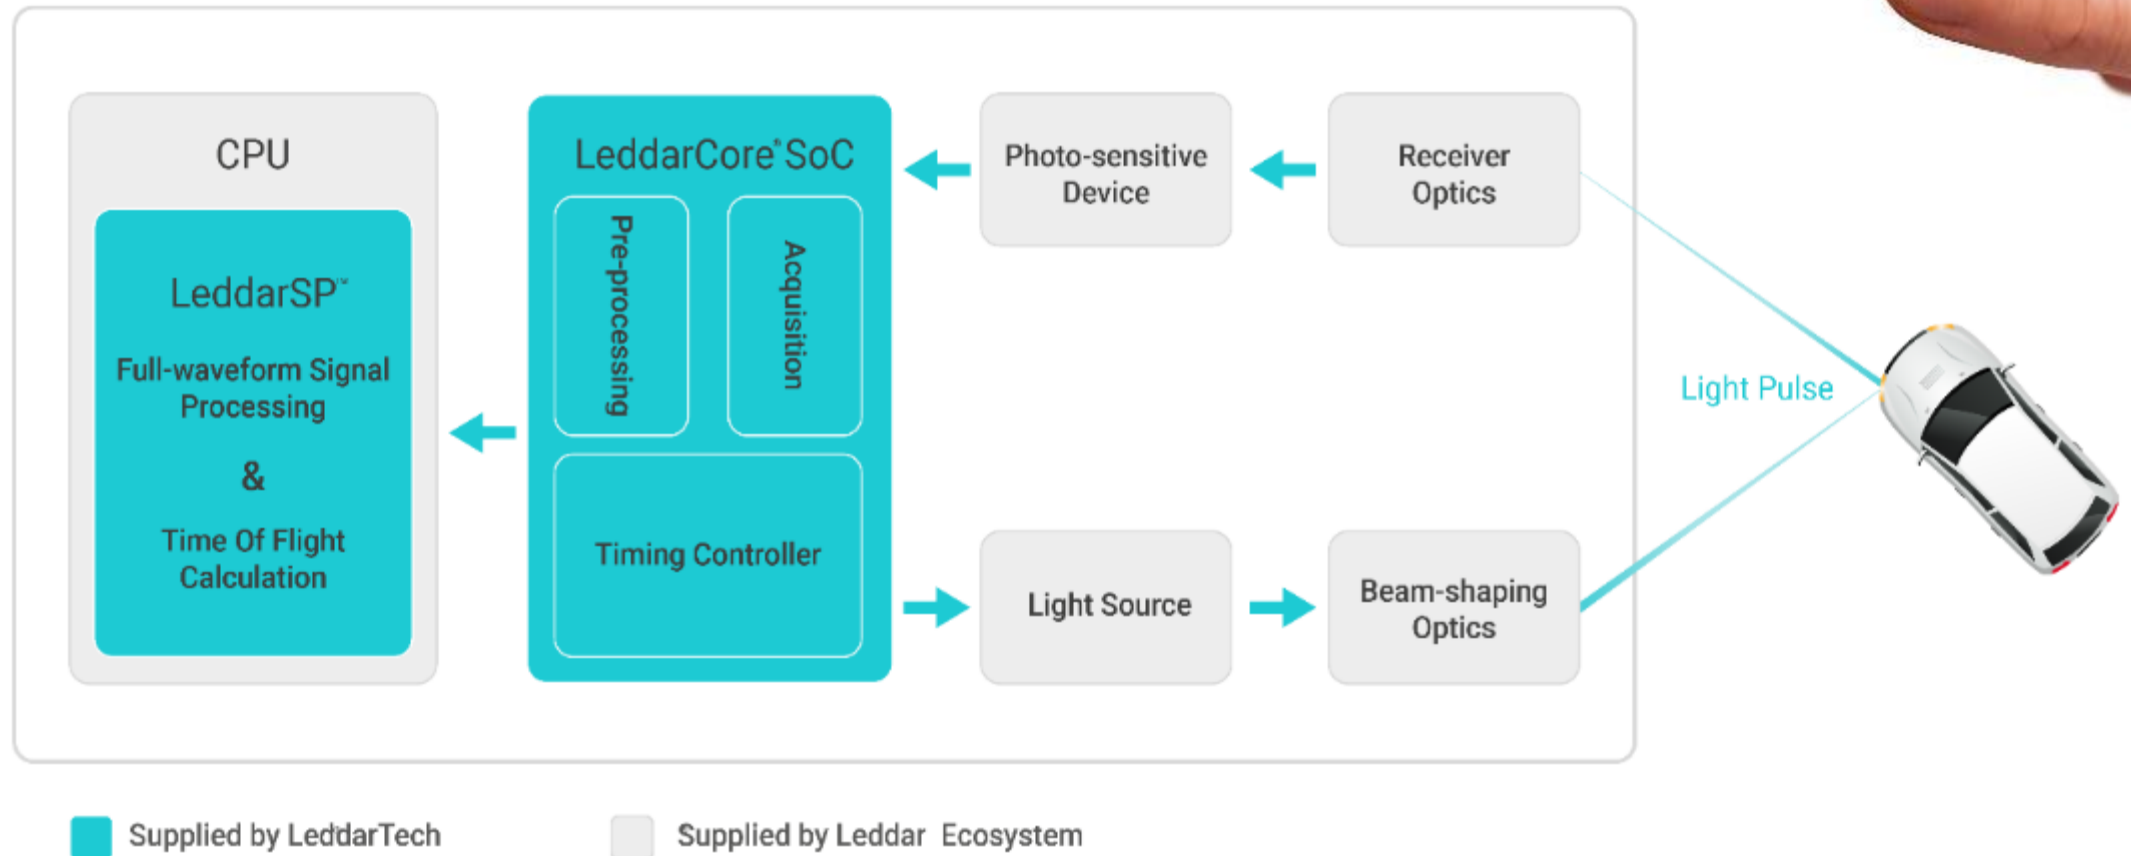 CPU
LeddarSP™
Full-waveform Signal
Processing
&
Time Of Flight
Calculation
LeddarCore® SoC
Pre-processing
Acquisition
Timing Controller
Photo-sensitive
Device
Receiver
Optics
Light Source
Beam-shaping
Optics
Light Pulse
Supplied by LeddarTech
Supplied by Leddar Ecosystem